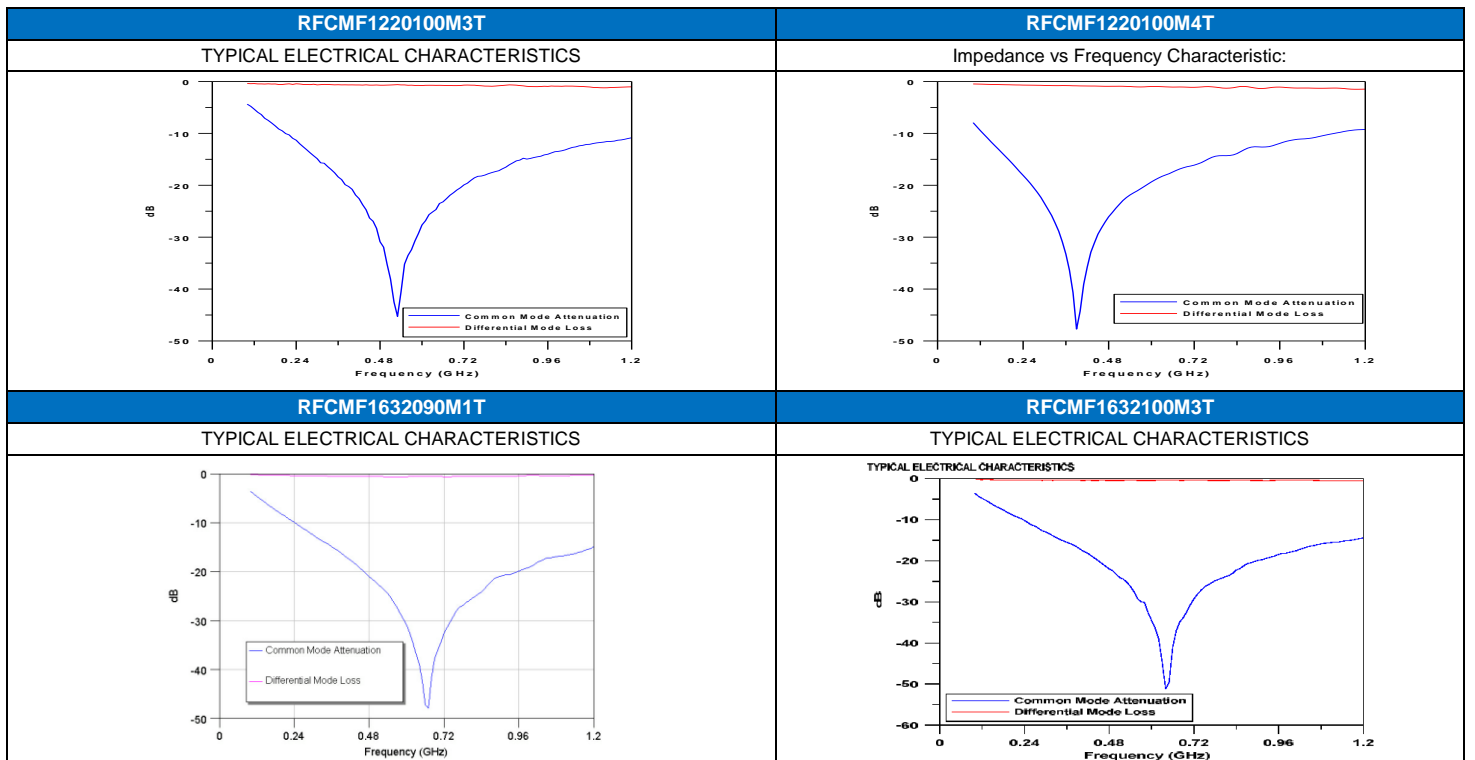 RFCMF1220100M3T
RFCMF1220100M4T
TYPICAL ELECTRICAL CHARACTERISTICS
Impedance vs Frequency Characteristic:
0
-10
-20
-30
-40
-50
dB
Common Mode Attenuation
Differential Mode Loss
0
0.24
0.48
0.72
0.96
1.2
Frequency (GHz)
0
-10
-20
-30
-40
-50
dB
Common Mode Attenuation
Differential Mode Loss
0
0.24
0.48
0.72
0.96
1.2
Frequency (GHz)
RFCMF1632090M1T
RFCMF1632100M3T
TYPICAL ELECTRICAL CHARACTERISTICS
TYPICAL ELECTRICAL CHARACTERISTICS
0
-10
-20
-30
-40
-50
dB
Common Mode Attenuation
Differential Mode Loss
0
0.24
0.48
0.72
0.96
1.2
Frequency (GHz)
TYPICAL ELECTRICAL CHARACTERISTICS
0
-10
-20
-30
-40
-50
-60
dB
Common Mode Attenuation
Differential Mode Loss
0
0.24
0.48
0.72
0.96
1.2
Frequency (GHz)